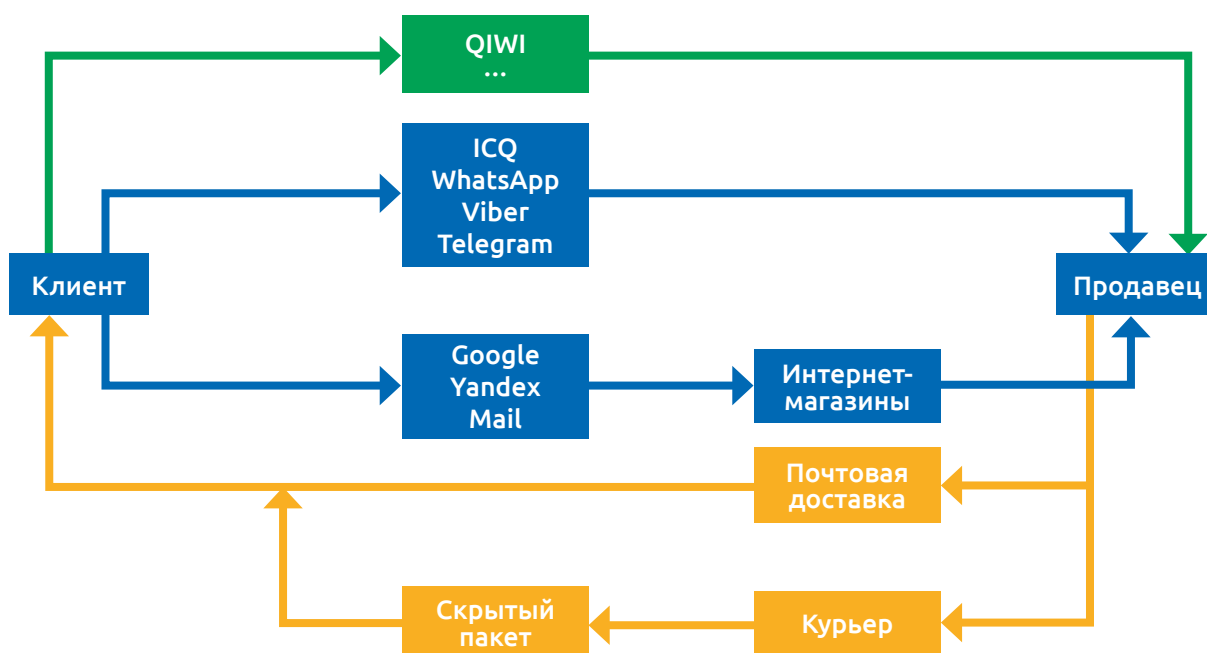 QIWI
...
ICQ
WhatsApp
Viber
Telegram
Клиент
Продавец
Google
Yandex
Mail
Интернет-
магазины
Почтовая
доставка
Скрытый
пакет
Курьер